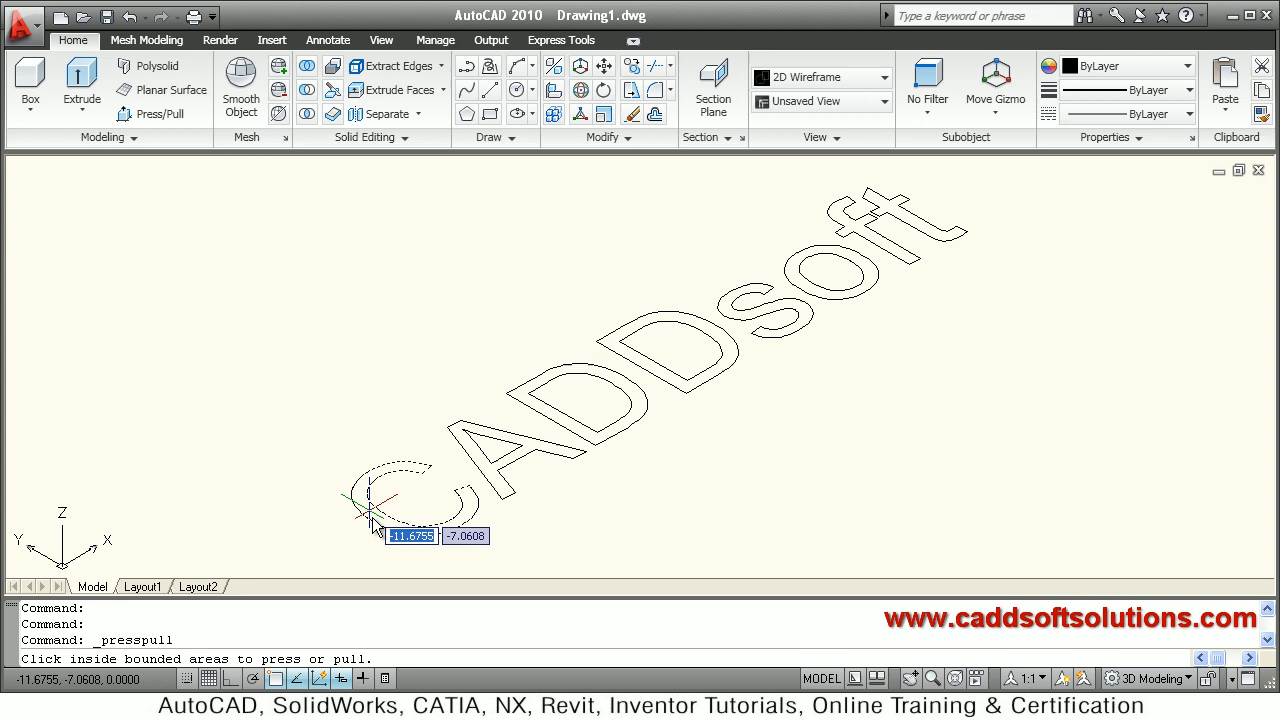 AutoCAD 2010 Drawing1.dwg
Type a keyword or phrase
Home Mesh Modeling Render Insert Annotate View Manage Output Express Tools
Box
Extrude
Polysolid
Planar Surface
Press/Pull
Modeling
Smooth
Object
Mesh
Extract Edges
Extrude Faces
Separate
Solid Editing
Draw
Modify
Section
Plane
Section
2D Wireframe
Unsaved View
View
No Filter
Move Gizmo
Subobject
ByLayer
ByLayer
ByLayer
Properties
Paste
Clipboard
CADDsoft
-11.6755 -7.0608
Z
Y X
Model Layout1 Layout2
Command:
Command:
Command: _presspull
Click inside bounded areas to press or pull.
www.caddsoftsolutions.com
-11.6755, -7.0608, 0.0000
MODEL
1:1
3D Modeling
AutoCAD, SolidWorks, CATIA, NX, Revit, Inventor Tutorials, Online Training & Certification